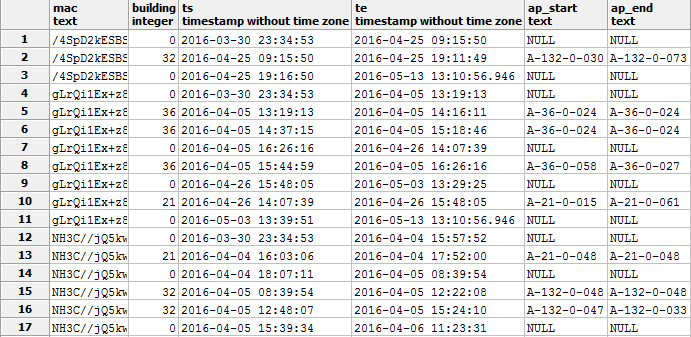 mac building ts te ap_start ap_end
text integer timestamp without time zone timestamp without time zone text text
1 /4SpD2kESBS 0 2016-03-30 23:34:53 2016-04-25 09:15:50 NULL NULL
2 /4SpD2kESBS 32 2016-04-25 09:15:50 2016-04-25 19:11:49 A-132-0-030 A-132-0-073
3 /4SpD2kESBS 0 2016-04-25 19:16:50 2016-05-13 13:10:56.946 NULL NULL
4 gLrQi1Ex+z8 0 2016-03-30 23:34:53 2016-04-05 13:19:13 NULL NULL
5 gLrQi1Ex+z8 36 2016-04-05 13:19:13 2016-04-05 14:16:11 A-36-0-024 A-36-0-024
6 gLrQi1Ex+z8 36 2016-04-05 14:37:15 2016-04-05 15:18:46 A-36-0-024 A-36-0-024
7 gLrQi1Ex+z8 0 2016-04-05 16:26:16 2016-04-26 14:07:39 NULL NULL
8 gLrQi1Ex+z8 36 2016-04-05 15:44:59 2016-04-05 16:26:16 A-36-0-058 A-36-0-027
9 gLrQi1Ex+z8 0 2016-04-26 15:48:05 2016-05-03 13:29:25 NULL NULL
10 gLrQi1Ex+z8 21 2016-04-26 14:07:39 2016-04-26 15:48:05 A-21-0-015 A-21-0-061
11 gLrQi1Ex+z8 0 2016-05-03 13:39:51 2016-05-13 13:10:56.946 NULL NULL
12 NH3C//jQ5kw 0 2016-03-30 23:34:53 2016-04-04 15:57:52 NULL NULL
13 NH3C//jQ5kw 21 2016-04-04 16:03:06 2016-04-04 17:52:00 A-21-0-048 A-21-0-048
14 NH3C//jQ5kw 0 2016-04-04 18:07:11 2016-04-05 08:39:54 NULL NULL
15 NH3C//jQ5kw 32 2016-04-05 08:39:54 2016-04-05 12:22:08 A-132-0-048 A-132-0-048
16 NH3C//jQ5kw 32 2016-04-05 12:48:07 2016-04-05 15:24:10 A-132-0-047 A-132-0-033
17 NH3C//jQ5kw 0 2016-04-05 15:39:34 2016-04-06 11:23:31 NULL NULL